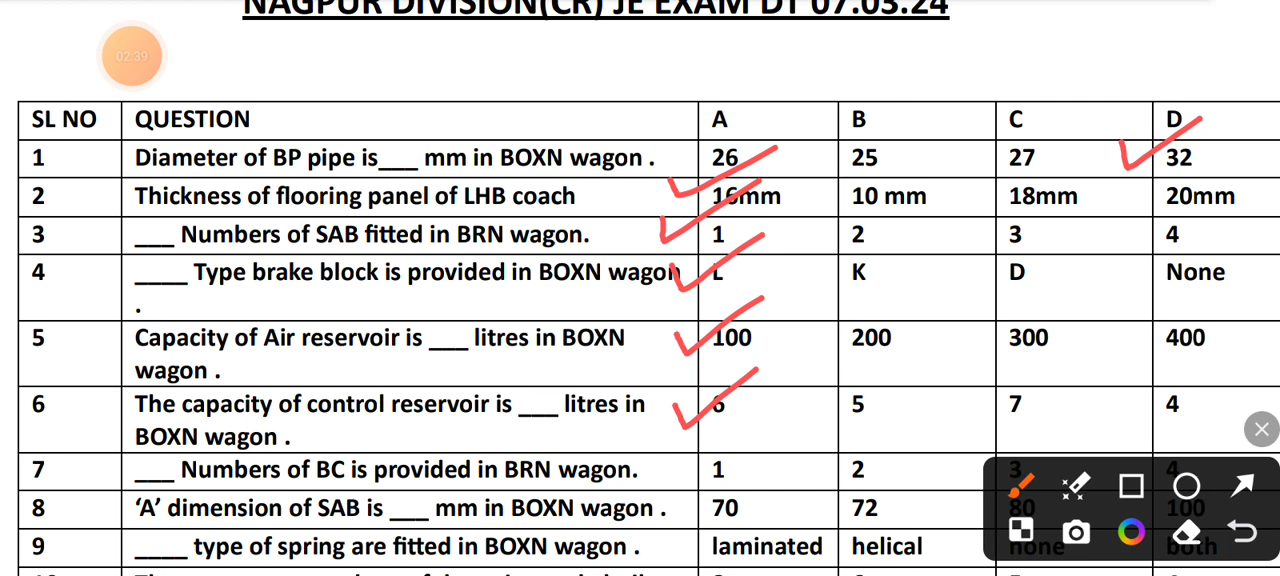 NAGPUR DIVISION(CR) JE EXAM DT 07.03.24
02:39
SL NO QUESTION A B C D
1 Diameter of BP pipe is___ mm in BOXN wagon . 26 25 27 32
2 Thickness of flooring panel of LHB coach 16mm 10 mm 18mm 20mm
3 ___ Numbers of SAB fitted in BRN wagon. 1 2 3 4
4 ____ Type brake block is provided in BOXN wagon L K D None
.
5 Capacity of Air reservoir is ___ litres in BOXN 100 200 300 400
wagon .
6 The capacity of control reservoir is ___ litres in 6 5 7 4
BOXN wagon .
7 ___ Numbers of BC is provided in BRN wagon. 1 2 3 4
8 ‘A’ dimension of SAB is ___ mm in BOXN wagon . 70 72 80 100
9 ____ type of spring are fitted in BOXN wagon . laminated helical none both